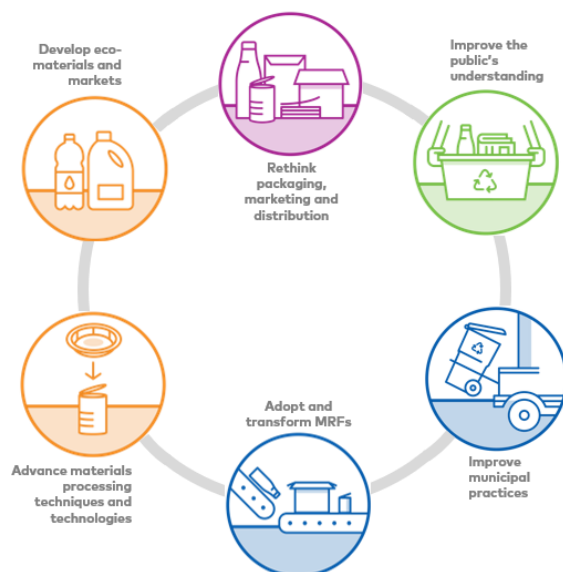 Develop eco-
materials and
markets
Rethink
packaging,
marketing and
distribution
Improve the
public's
understanding
Improve
municipal
practices
Adopt and
transform MRFs
Advance materials
processing
techniques and
technologies